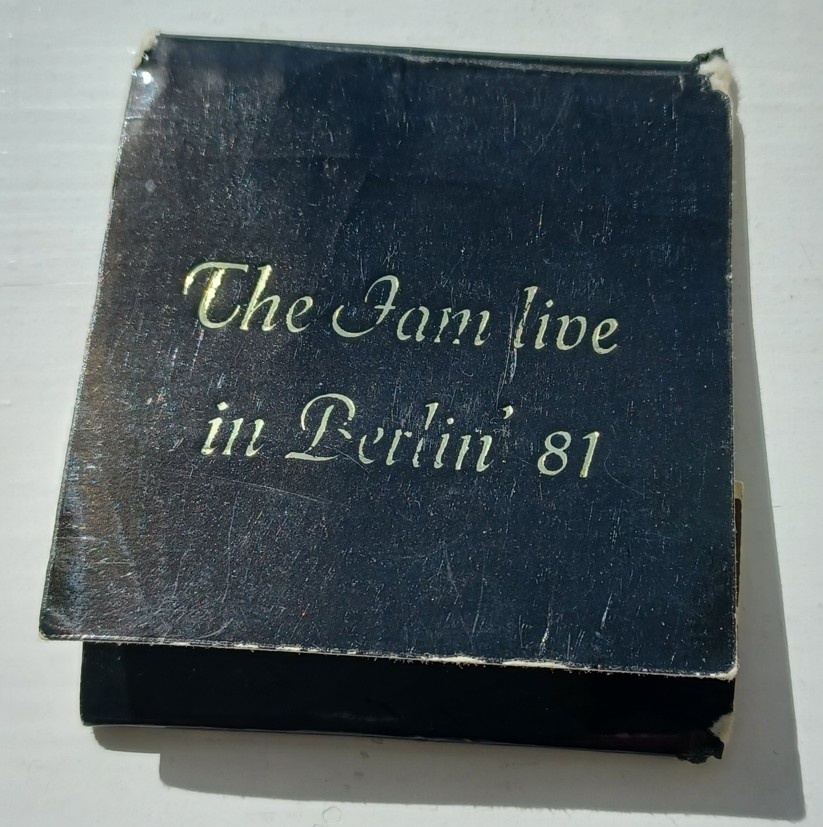 The Jam live
in Berlin' 81